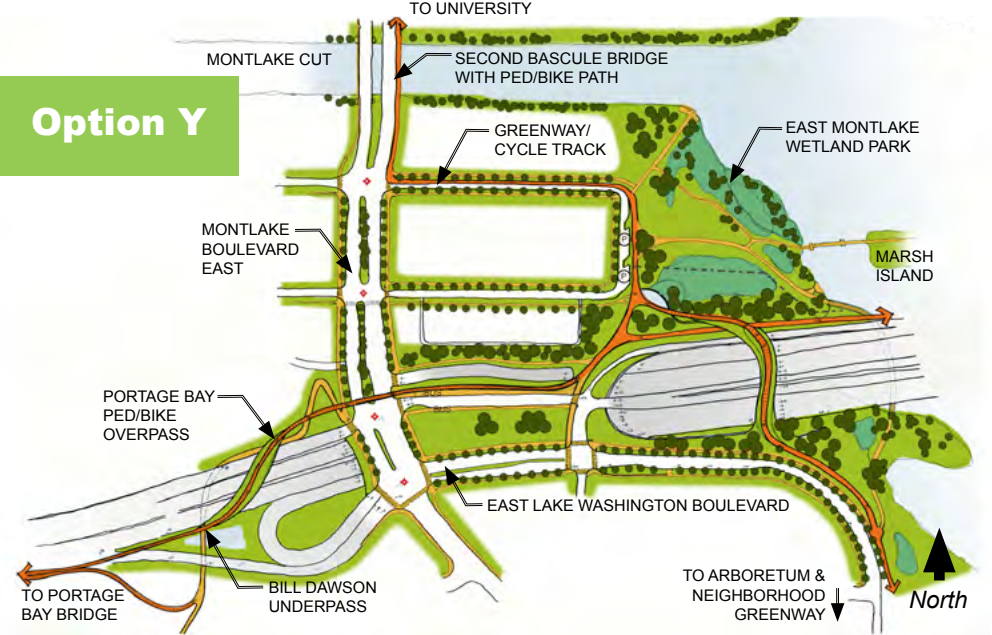 TO UNIVERSITY
MONTLAKE CUT
SECOND BASCULE BRIDGE
WITH PED/BIKE PATH
Option Y
GREENWAY/
CYCLE TRACK
EAST MONTLAKE
WETLAND PARK
MONTLAKE
BOULEVARD
EAST
P
MARSH
ISLAND
P
PORTAGE BAY
PED/BIKE
OVERPASS
BUS
BUS
EAST LAKE WASHINGTON BOULEVARD
TO PORTAGE
BAY BRIDGE
BILL DAWSON
UNDERPASS
TO ARBORETUM &
NEIGHBORHOOD
GREENWAY
North